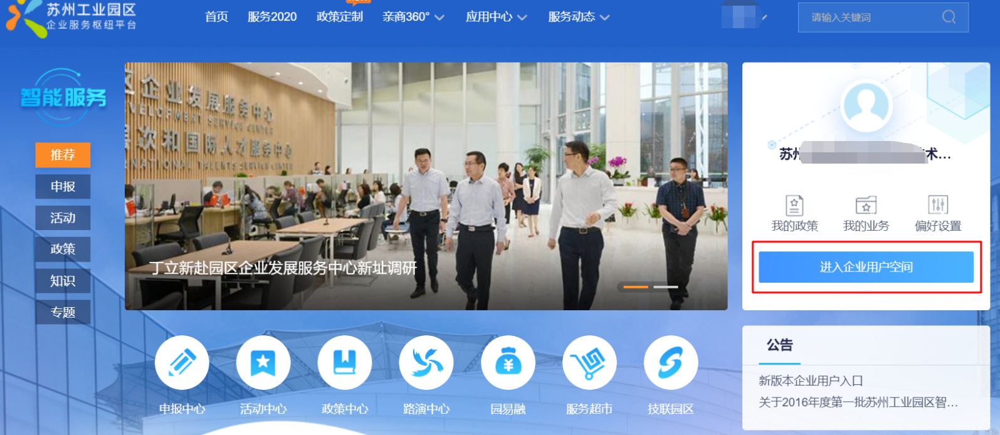 苏州工业园区
企业服务枢纽平台
首页 服务2020 政策定制 亲商360° 应用中心 服务动态
请输入关键词
智能服务
推荐
申报
活动
政策
知识
专题
企业发展服务中心
VELOPMENT SERVICE CENTER
次和国际人才服务中心
NATIONAL TALENTS SERVICE CENTER
丁立新赴园区企业发展服务中心新址调研
苏州 术...
我的政策 我的业务 偏好设置
进入企业用户空间
申报中心 活动中心 政策中心 路演中心 园易融 服务超市 技联园区
公告
新版本企业用户入口
关于2016年度第一批苏州工业园区智...